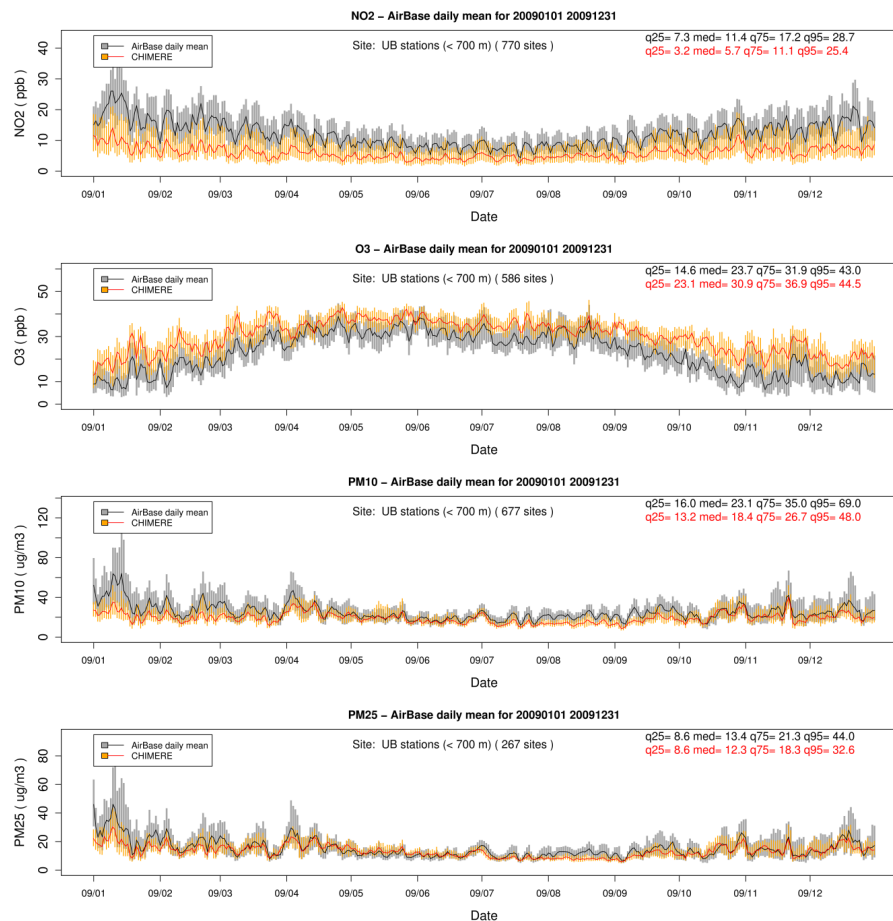 NO2 − AirBase daily mean for 20090101 20091231
AirBase daily mean
CHIMERE
Site: UB stations (< 700 m) ( 770 sites )
q25= 7.3 med= 11.4 q75= 17.2 q95= 28.7
q25= 3.2 med= 5.7 q75= 11.1 q95= 25.4
NO2 ( ppb )
40
30
20
10
0
09/01 09/02 09/03 09/04 09/05 09/06 09/07 09/08 09/09 09/10 09/11 09/12
Date
O3 − AirBase daily mean for 20090101 20091231
AirBase daily mean
CHIMERE
Site: UB stations (< 700 m) ( 586 sites )
q25= 14.6 med= 23.7 q75= 31.9 q95= 43.0
q25= 23.1 med= 30.9 q75= 36.9 q95= 44.5
O3 ( ppb )
50
30
10
0
09/01 09/02 09/03 09/04 09/05 09/06 09/07 09/08 09/09 09/10 09/11 09/12
Date
PM10 − AirBase daily mean for 20090101 20091231
AirBase daily mean
CHIMERE
Site: UB stations (< 700 m) ( 677 sites )
q25= 16.0 med= 23.1 q75= 35.0 q95= 69.0
q25= 13.2 med= 18.4 q75= 26.7 q95= 48.0
PM10 ( ug/m3 )
120
80
40
0
09/01 09/02 09/03 09/04 09/05 09/06 09/07 09/08 09/09 09/10 09/11 09/12
Date
PM25 − AirBase daily mean for 20090101 20091231
AirBase daily mean
CHIMERE
Site: UB stations (< 700 m) ( 267 sites )
q25= 8.6 med= 13.4 q75= 21.3 q95= 44.0
q25= 8.6 med= 12.3 q75= 18.3 q95= 32.6
PM25 ( ug/m3 )
80
60
40
20
0
09/01 09/02 09/03 09/04 09/05 09/06 09/07 09/08 09/09 09/10 09/11 09/12
Date